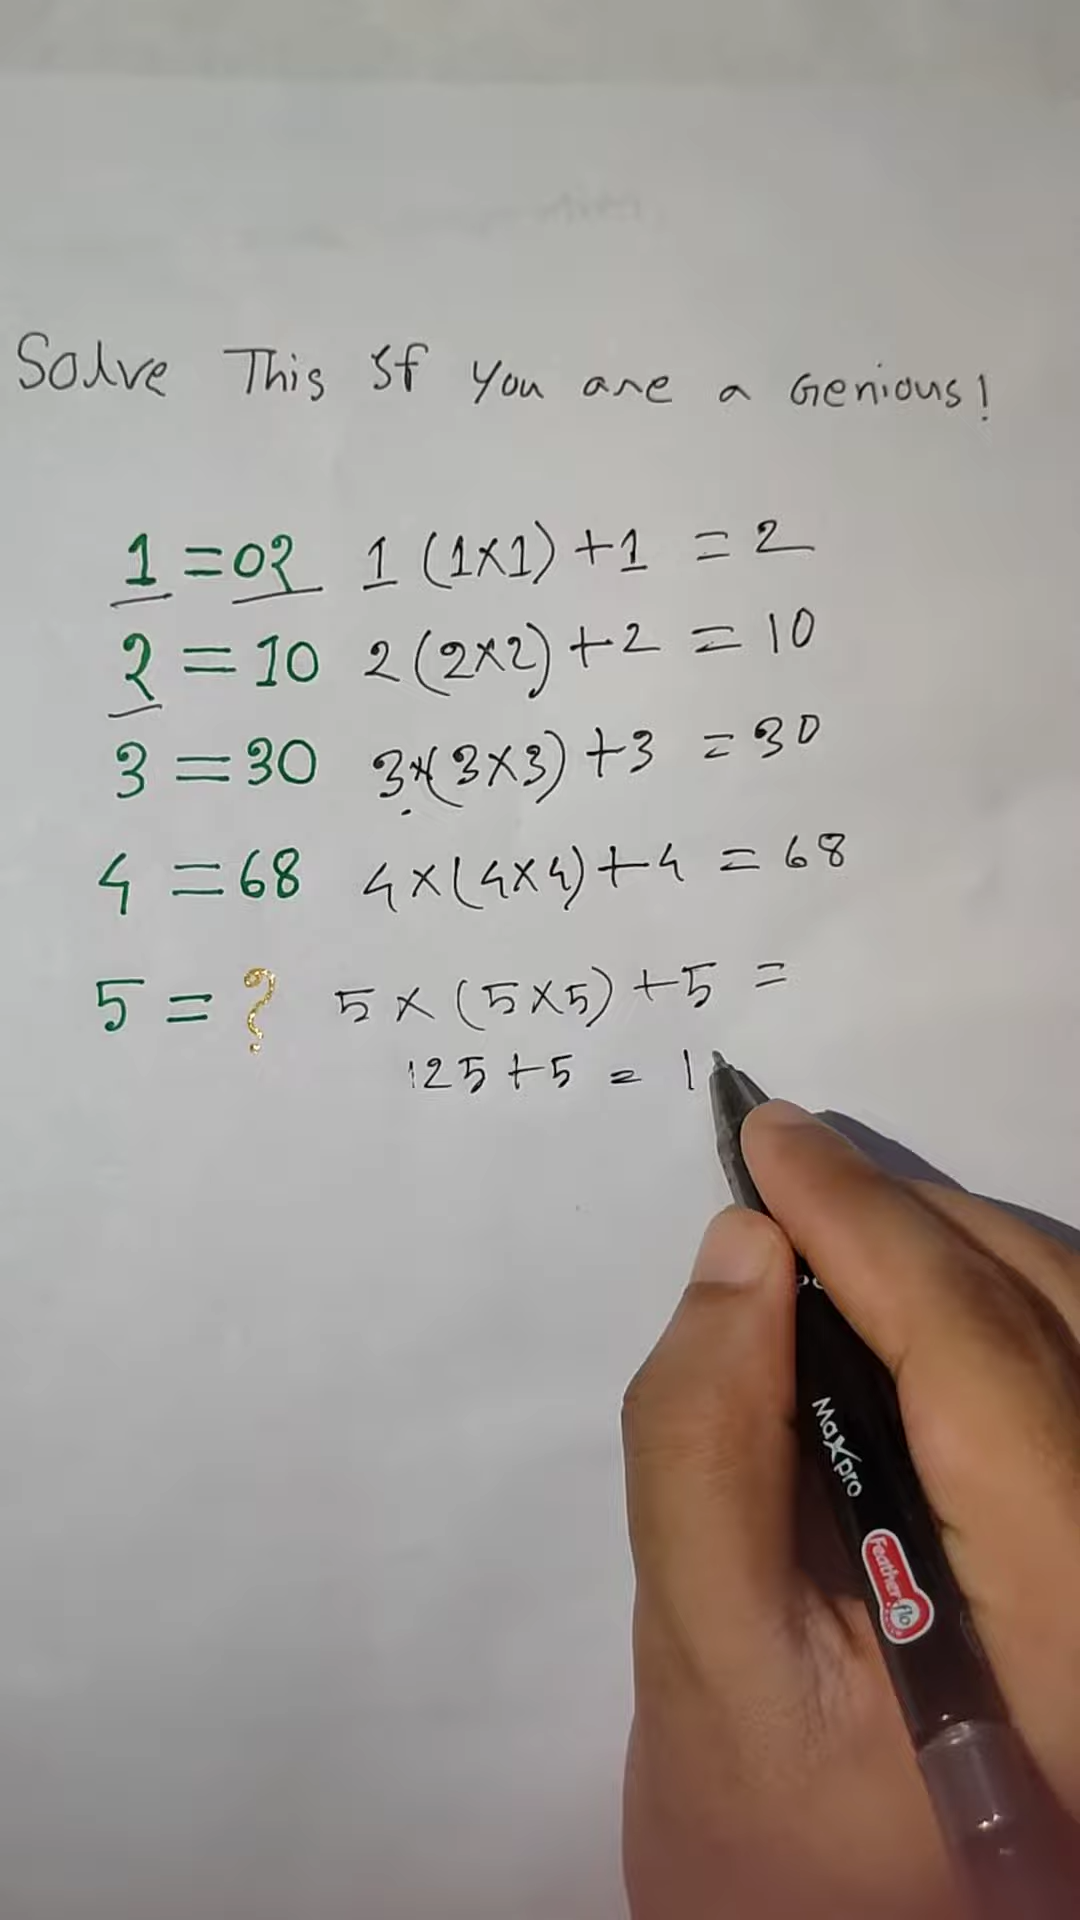 Solve This If You are a Genious!
1 = 02 1 (1×1) +1 = 2
2 = 10 2 (2×2) +2 = 10
3 = 30 3×(3×3) +3 = 30
4 = 68 4×(4×4)+4 = 68
5 = ? 5 × (5×5) +5 =
125 +5 = 1
MaXpro
Feather flo